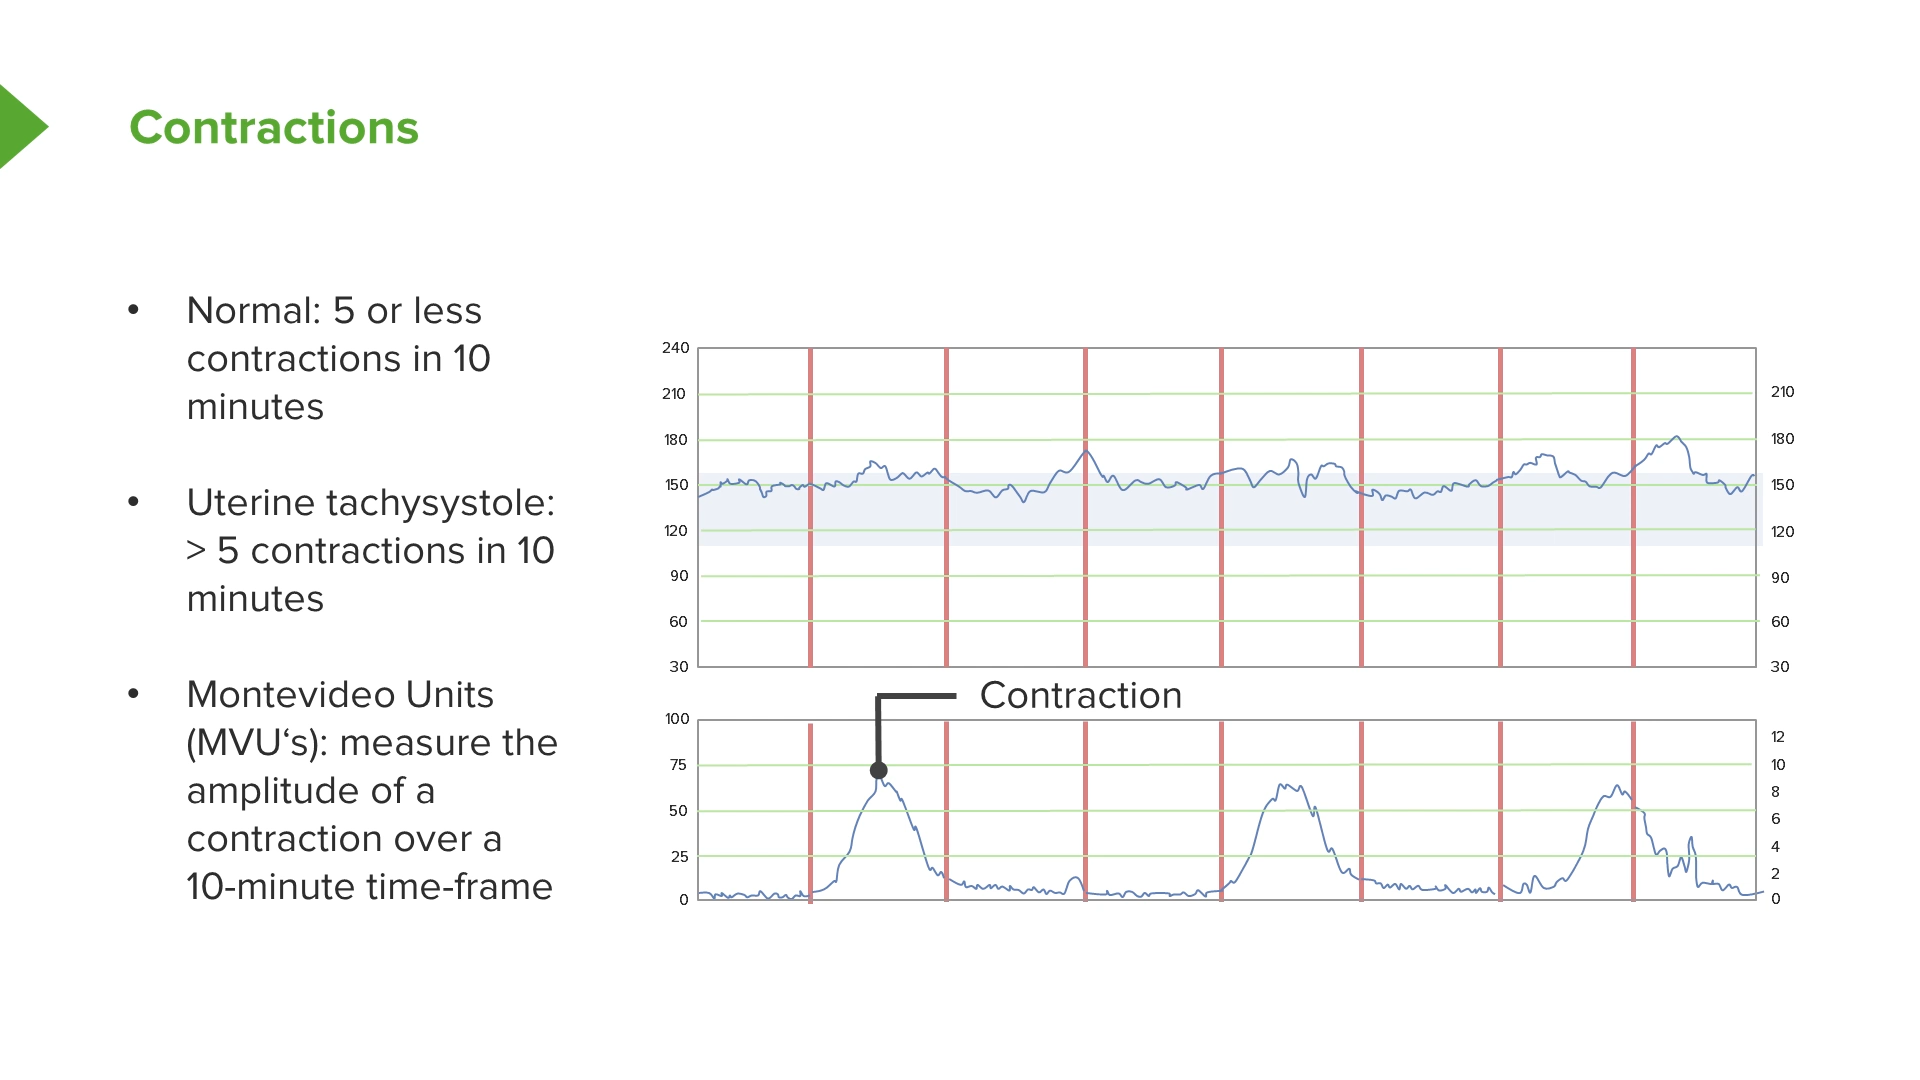 Contractions
• Normal: 5 or less
contractions in 10
minutes
• Uterine tachysystole:
> 5 contractions in 10
minutes
• Montevideo Units
(MVU‘s): measure the
amplitude of a
contraction over a
10-minute time-frame
240
210 210
180 180
150 150
120 120
90 90
60 60
30 30
Contraction
100
12
75 10
8
50
6
4
25
2
0 0